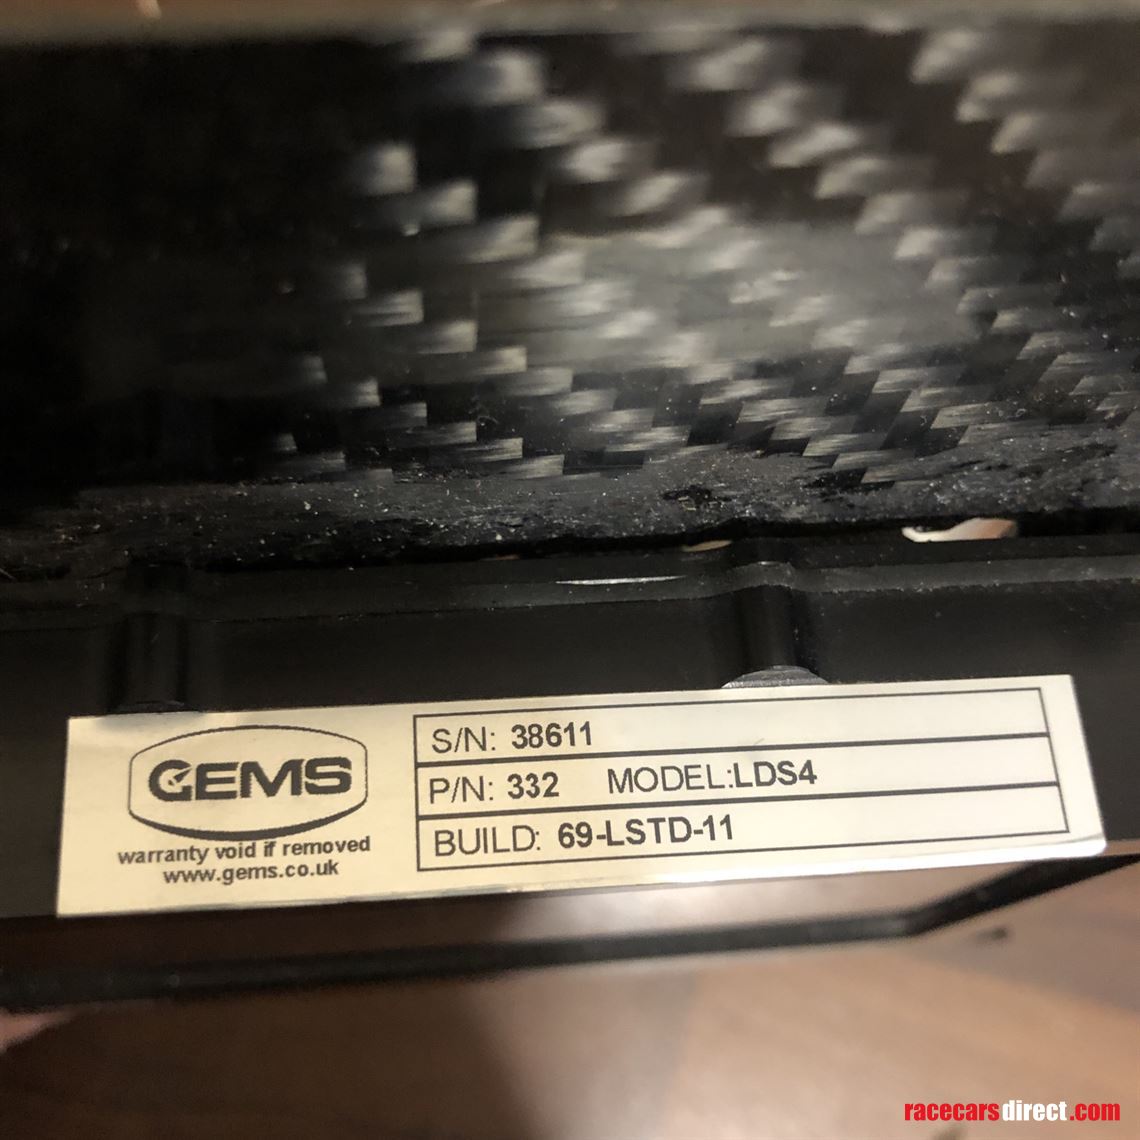 GEMS
warranty void if removed
www.gems.co.uk
S/N: 38611
P/N: 332 MODEL:LDS4
BUILD: 69-LSTD-11
racecarsdirect.com